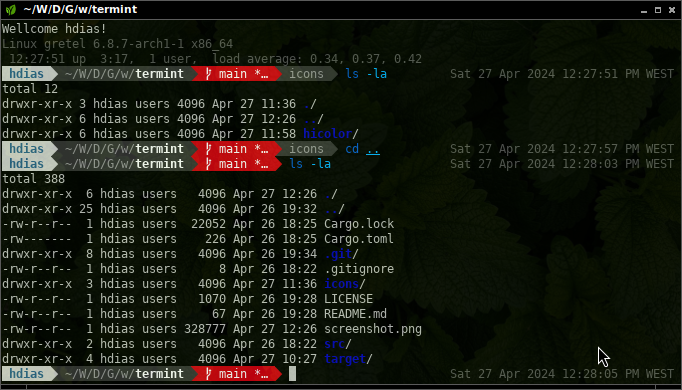 ~/W/D/G/w/termint
Wellcome hdias!
Linux gretel 6.8.7-arch1-1 x86_64
12:27:51 up  3:17,  1 user,  load average: 0.34, 0.37, 0.42
hdias ~/W/D/G/w/termint main *… icons ls -la Sat 27 Apr 2024 12:27:51 PM WEST
total 12
drwxr-xr-x 3 hdias users 4096 Apr 27 11:36 ./
drwxr-xr-x 6 hdias users 4096 Apr 27 12:26 ../
drwxr-xr-x 6 hdias users 4096 Apr 27 11:58 hicolor/
hdias ~/W/D/G/w/termint main *… icons cd .. Sat 27 Apr 2024 12:27:57 PM WEST
hdias ~/W/D/G/w/termint main *… ls -la Sat 27 Apr 2024 12:28:03 PM WEST
total 388
drwxr-xr-x  6 hdias users   4096 Apr 27 12:26 ./
drwxr-xr-x 25 hdias users   4096 Apr 26 19:32 ../
-rw-r--r--  1 hdias users  22052 Apr 26 18:25 Cargo.lock
-rw-------  1 hdias users    226 Apr 26 18:25 Cargo.toml
drwxr-xr-x  8 hdias users   4096 Apr 26 19:34 .git/
-rw-r--r--  1 hdias users      8 Apr 26 18:22 .gitignore
drwxr-xr-x  3 hdias users   4096 Apr 27 11:36 icons/
-rw-r--r--  1 hdias users   1070 Apr 26 19:28 LICENSE
-rw-r--r--  1 hdias users     67 Apr 26 19:28 README.md
-rw-r--r--  1 hdias users 328777 Apr 27 12:26 screenshot.png
drwxr-xr-x  2 hdias users   4096 Apr 26 18:22 src/
drwxr-xr-x  4 hdias users   4096 Apr 27 10:27 target/
hdias ~/W/D/G/w/termint main *… Sat 27 Apr 2024 12:28:05 PM WEST